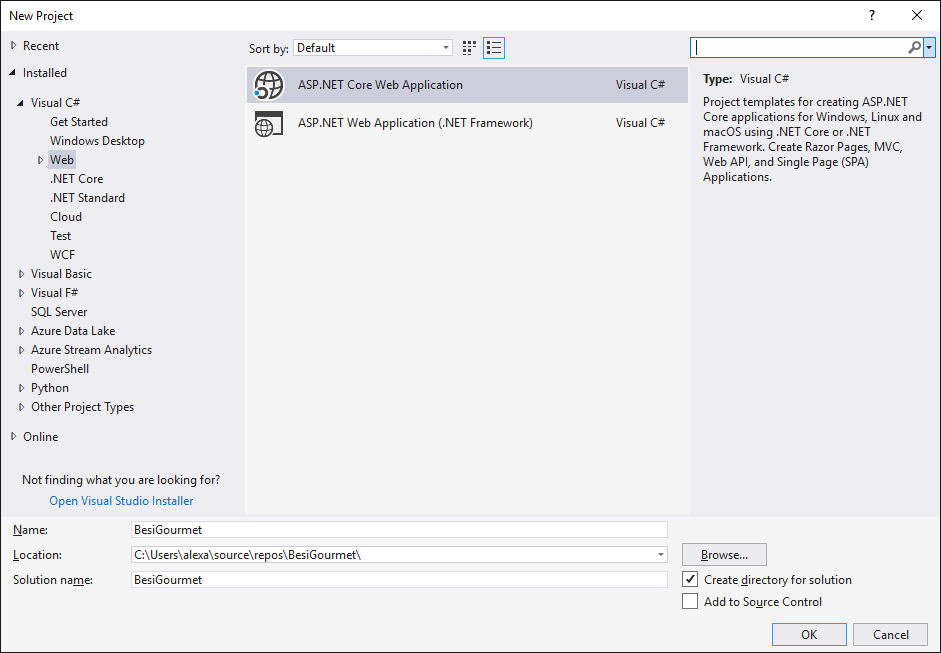 New Project
?
Recent
Installed
Visual C#
Get Started
Windows Desktop
Web
.NET Core
.NET Standard
Cloud
Test
WCF
Visual Basic
Visual F#
SQL Server
Azure Data Lake
Azure Stream Analytics
PowerShell
Python
Other Project Types
Online
Not finding what you are looking for?
Open Visual Studio Installer
Sort by: Default
ASP.NET Core Web Application Visual C#
ASP.NET Web Application (.NET Framework) Visual C#
Type: Visual C#
Project templates for creating ASP.NET
Core applications for Windows, Linux and
macOS using .NET Core or .NET
Framework. Create Razor Pages, MVC,
Web API, and Single Page (SPA)
Applications.
Name: BesiGourmet
Location: C:\Users\alexa\source\repos\BesiGourmet\
Browse...
Solution name: BesiGourmet
Create directory for solution
Add to Source Control
OK Cancel